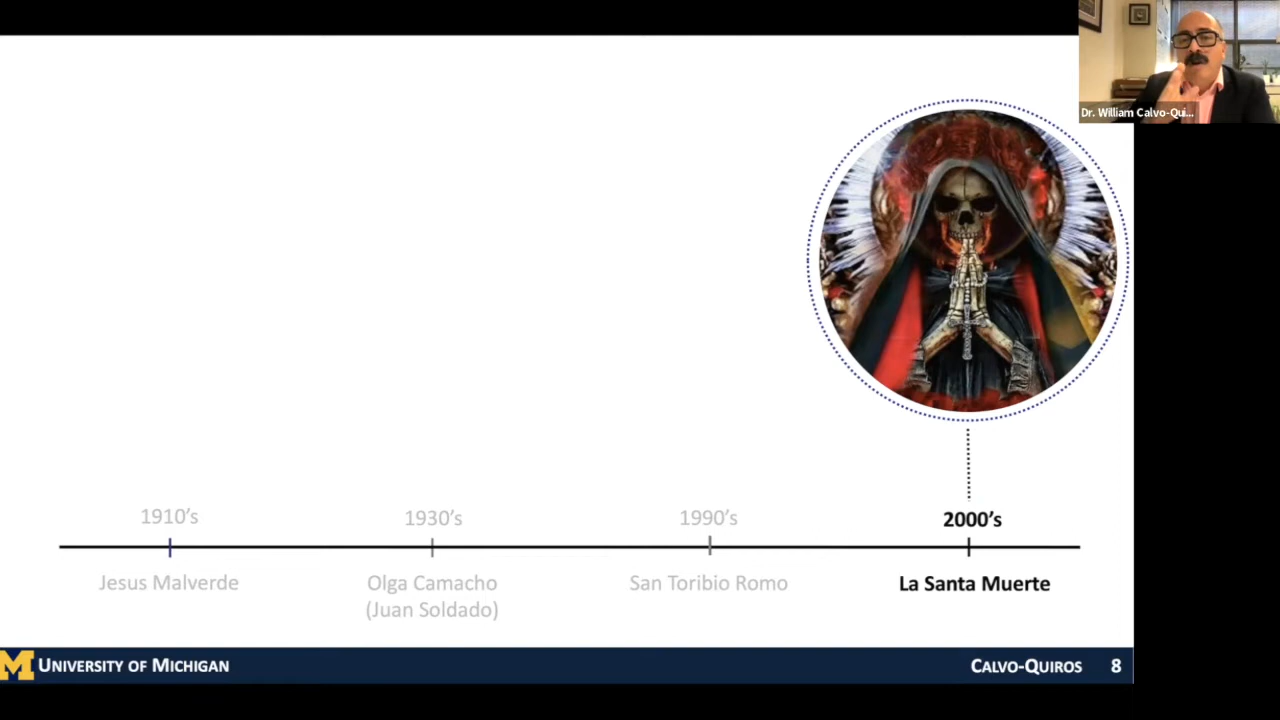 Dr. William Calvo-Qui...
1910's
1930's
1990's
2000's
Jesus Malverde
Olga Camacho
(Juan Soldado)
San Toribio Romo
La Santa Muerte
M UNIVERSITY OF MICHIGAN
CALVO-QUIROS 8